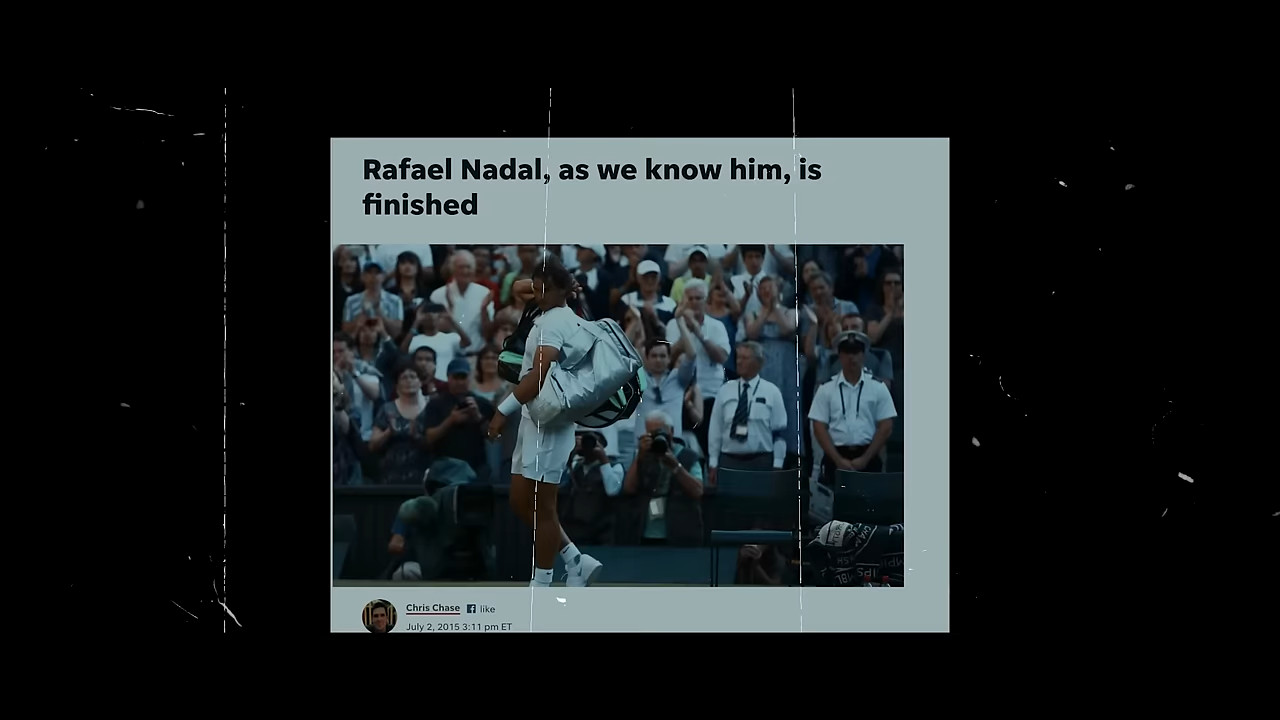 Rafael Nadal, as we know him, is
finished
Chris Chase like
July 2, 2015 3:11 pm ET